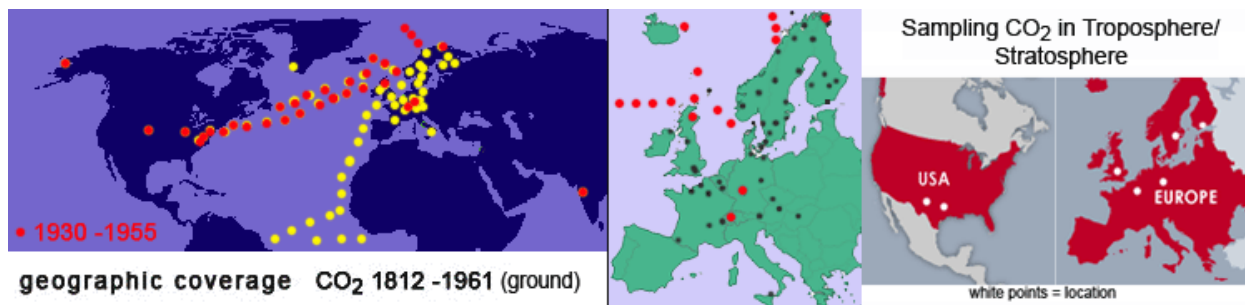 1930 -1955
geographic coverage CO2 1812 -1961 (ground)
Sampling CO2 in Troposphere/
Stratosphere
USA
EUROPE
white points = location